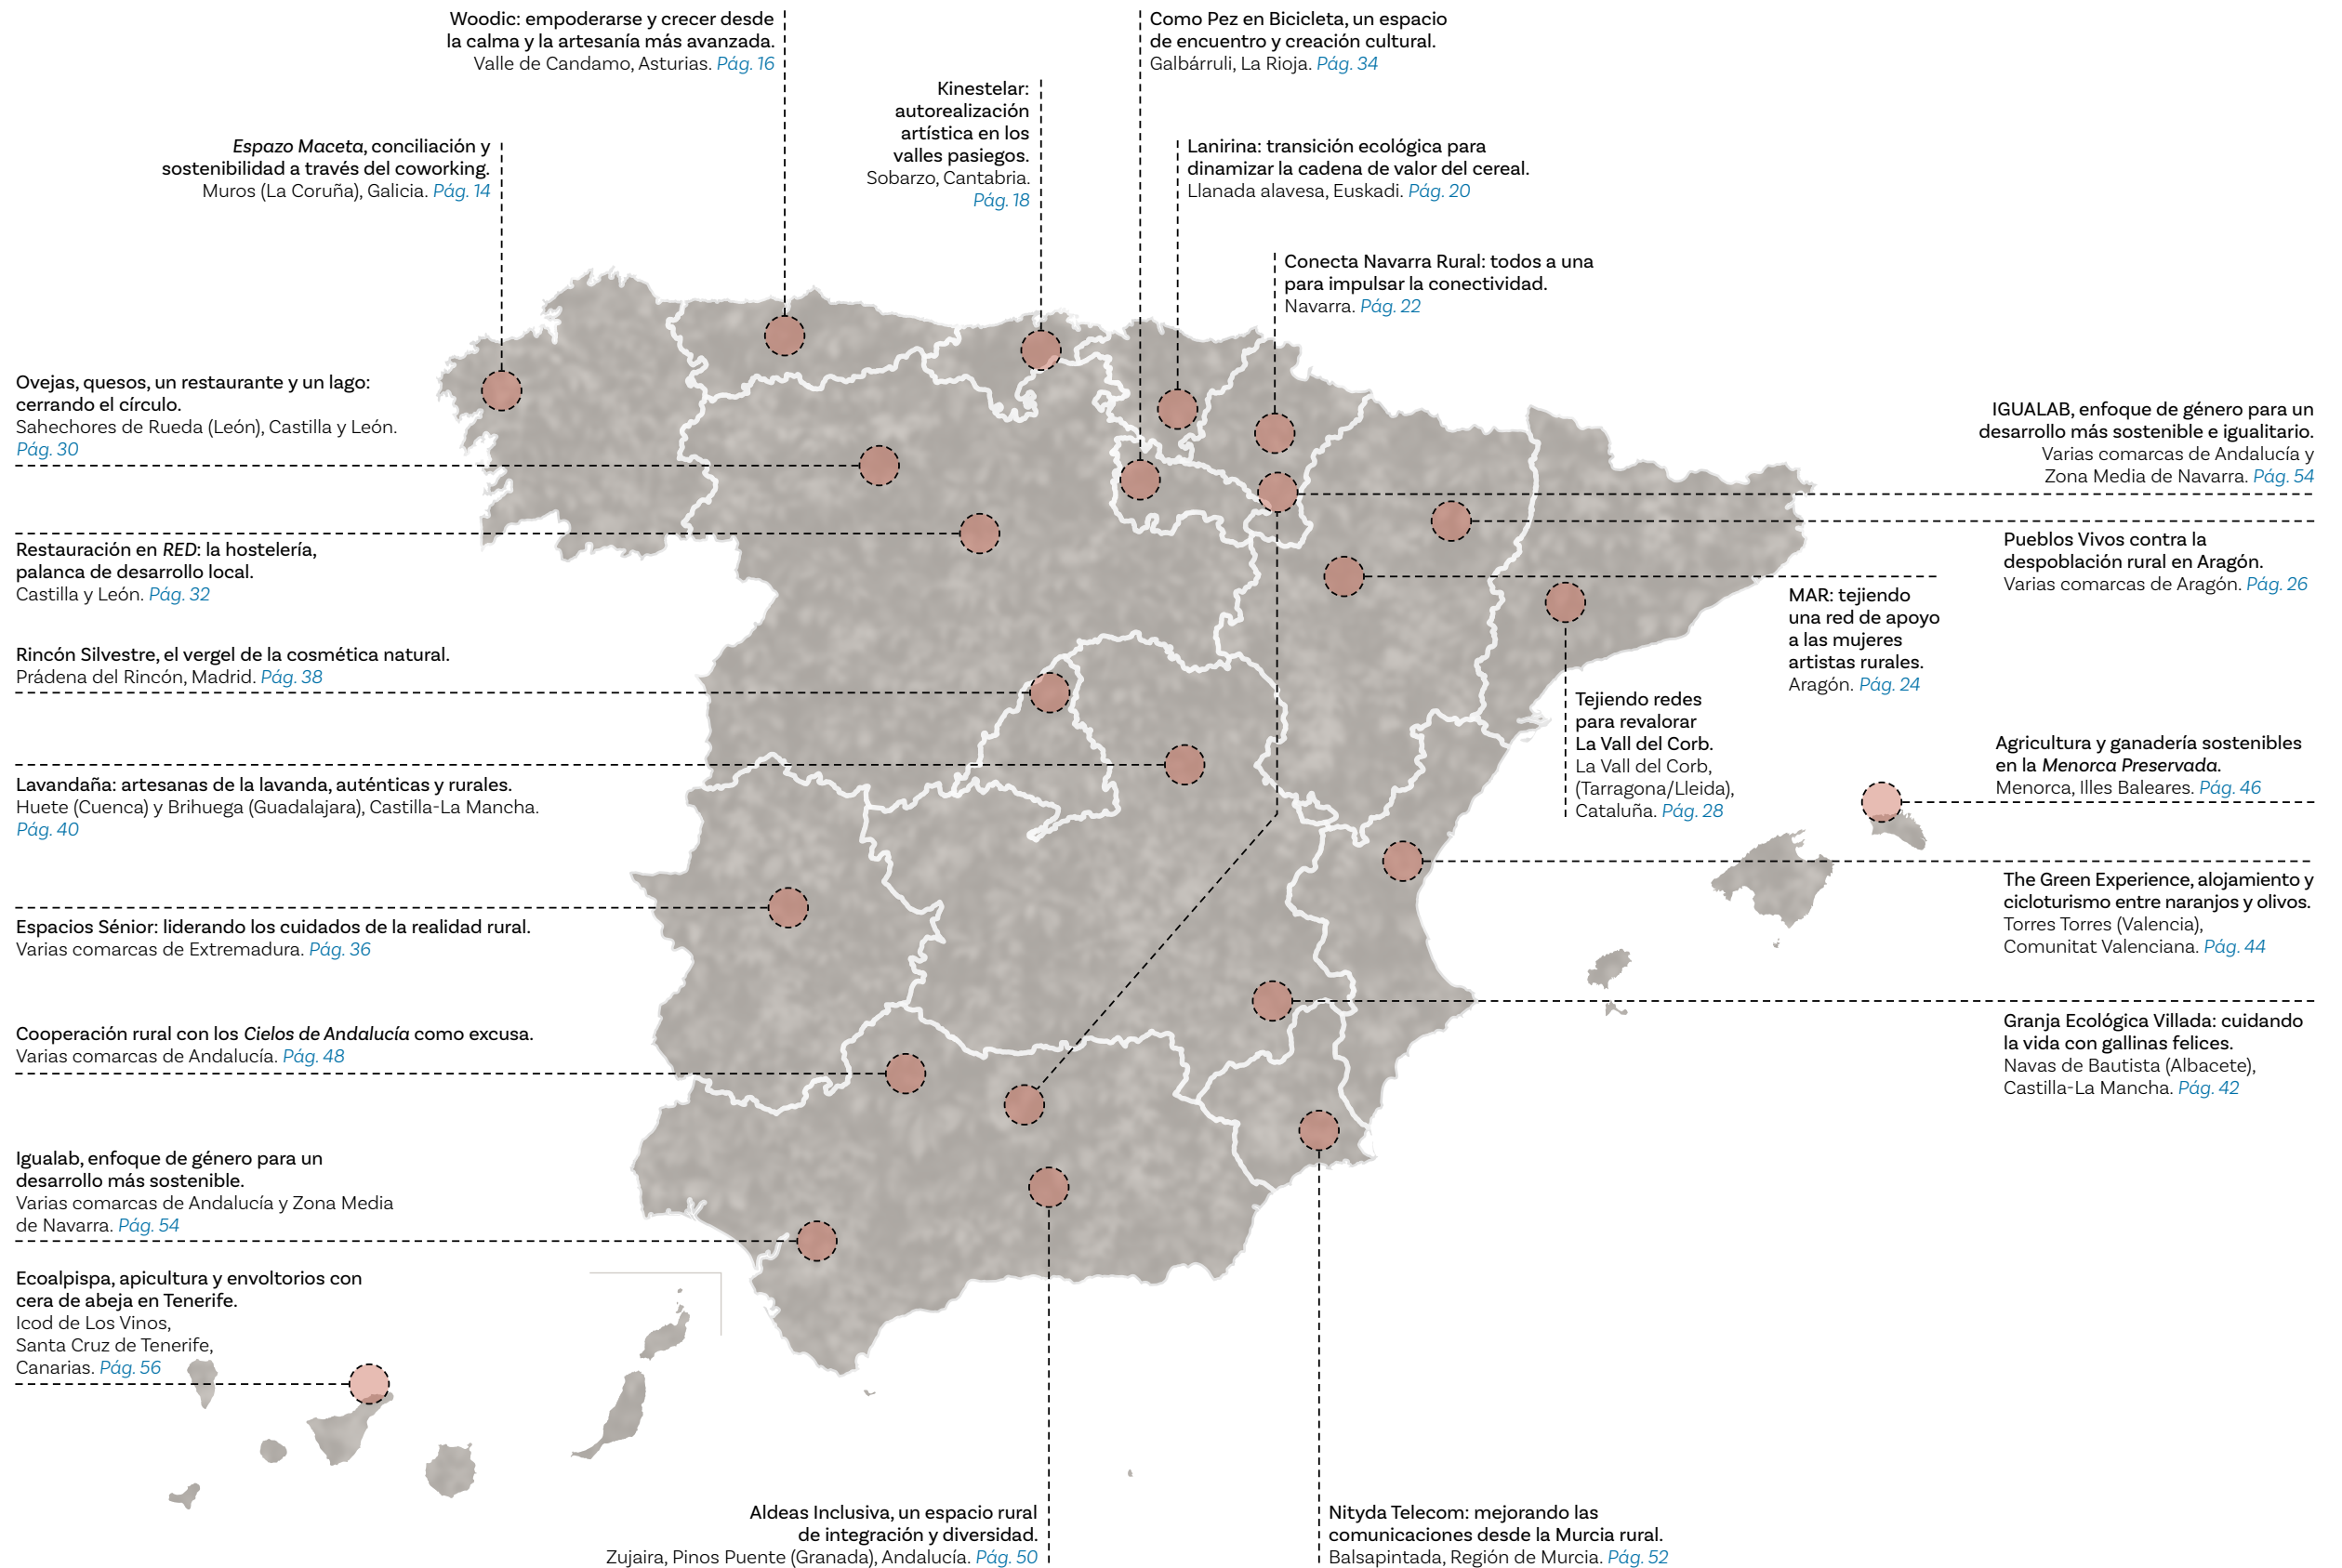 Woodic: empoderarse y crecer desde
la calma y la artesanía más avanzada.
Valle de Candamo, Asturias. Pág. 16
Como Pez en Bicicleta, un espacio
de encuentro y creación cultural.
Galbárruli, La Rioja. Pág. 34
Kinestelar:
autorealización
artística en los
valles pasiegos.
Sobarzo, Cantabria.
Pág. 18
Espazo Maceta, conciliación y
sostenibilidad a través del coworking.
Muros (La Coruña), Galicia. Pág. 14
Lanirina: transición ecológica para
dinamizar la cadena de valor del cereal.
Llanada alavesa, Euskadi. Pág. 20
Conecta Navarra Rural: todos a una
para impulsar la conectividad.
Navarra. Pág. 22
Ovejas, quesos, un restaurante y un lago:
cerrando el círculo.
Sahechores de Rueda (León), Castilla y León.
Pág. 30
IGUALAB, enfoque de género para un
desarrollo más sostenible e igualitario.
Varias comarcas de Andalucía y
Zona Media de Navarra. Pág. 54
Restauración en RED: la hostelería,
palanca de desarrollo local.
Castilla y León. Pág. 32
Pueblos Vivos contra la
despoblación rural en Aragón.
Varias comarcas de Aragón. Pág. 26
MAR: tejiendo
una red de apoyo
a las mujeres
artistas rurales.
Aragón. Pág. 24
Rincón Silvestre, el vergel de la cosmética natural.
Prádena del Rincón, Madrid. Pág. 38
Tejiendo redes
para revalorar
La Vall del Corb.
La Vall del Corb,
(Tarragona/Lleida),
Cataluña. Pág. 28
Agricultura y ganadería sostenibles
en la Menorca Preservada.
Menorca, Illes Baleares. Pág. 46
Lavandaña: artesanas de la lavanda, auténticas y rurales.
Huete (Cuenca) y Brihuega (Guadalajara), Castilla-La Mancha.
Pág. 40
The Green Experience, alojamiento y
cicloturismo entre naranjos y olivos.
Torres Torres (Valencia),
Comunitat Valenciana. Pág. 44
Espacios Sénior: liderando los cuidados de la realidad rural.
Varias comarcas de Extremadura. Pág. 36
Granja Ecológica Villada: cuidando
la vida con gallinas felices.
Navas de Bautista (Albacete),
Castilla-La Mancha. Pág. 42
Cooperación rural con los Cielos de Andalucía como excusa.
Varias comarcas de Andalucía. Pág. 48
Igualab, enfoque de género para un
desarrollo más sostenible.
Varias comarcas de Andalucía y Zona Media
de Navarra. Pág. 54
Ecoalpispa, apicultura y envoltorios con
cera de abeja en Tenerife.
Icod de Los Vinos,
Santa Cruz de Tenerife,
Canarias. Pág. 56
Aldeas Inclusiva, un espacio rural
de integración y diversidad.
Zujaira, Pinos Puente (Granada), Andalucía. Pág. 50
Nityda Telecom: mejorando las
comunicaciones desde la Murcia rural.
Balsapintada, Región de Murcia. Pág. 52